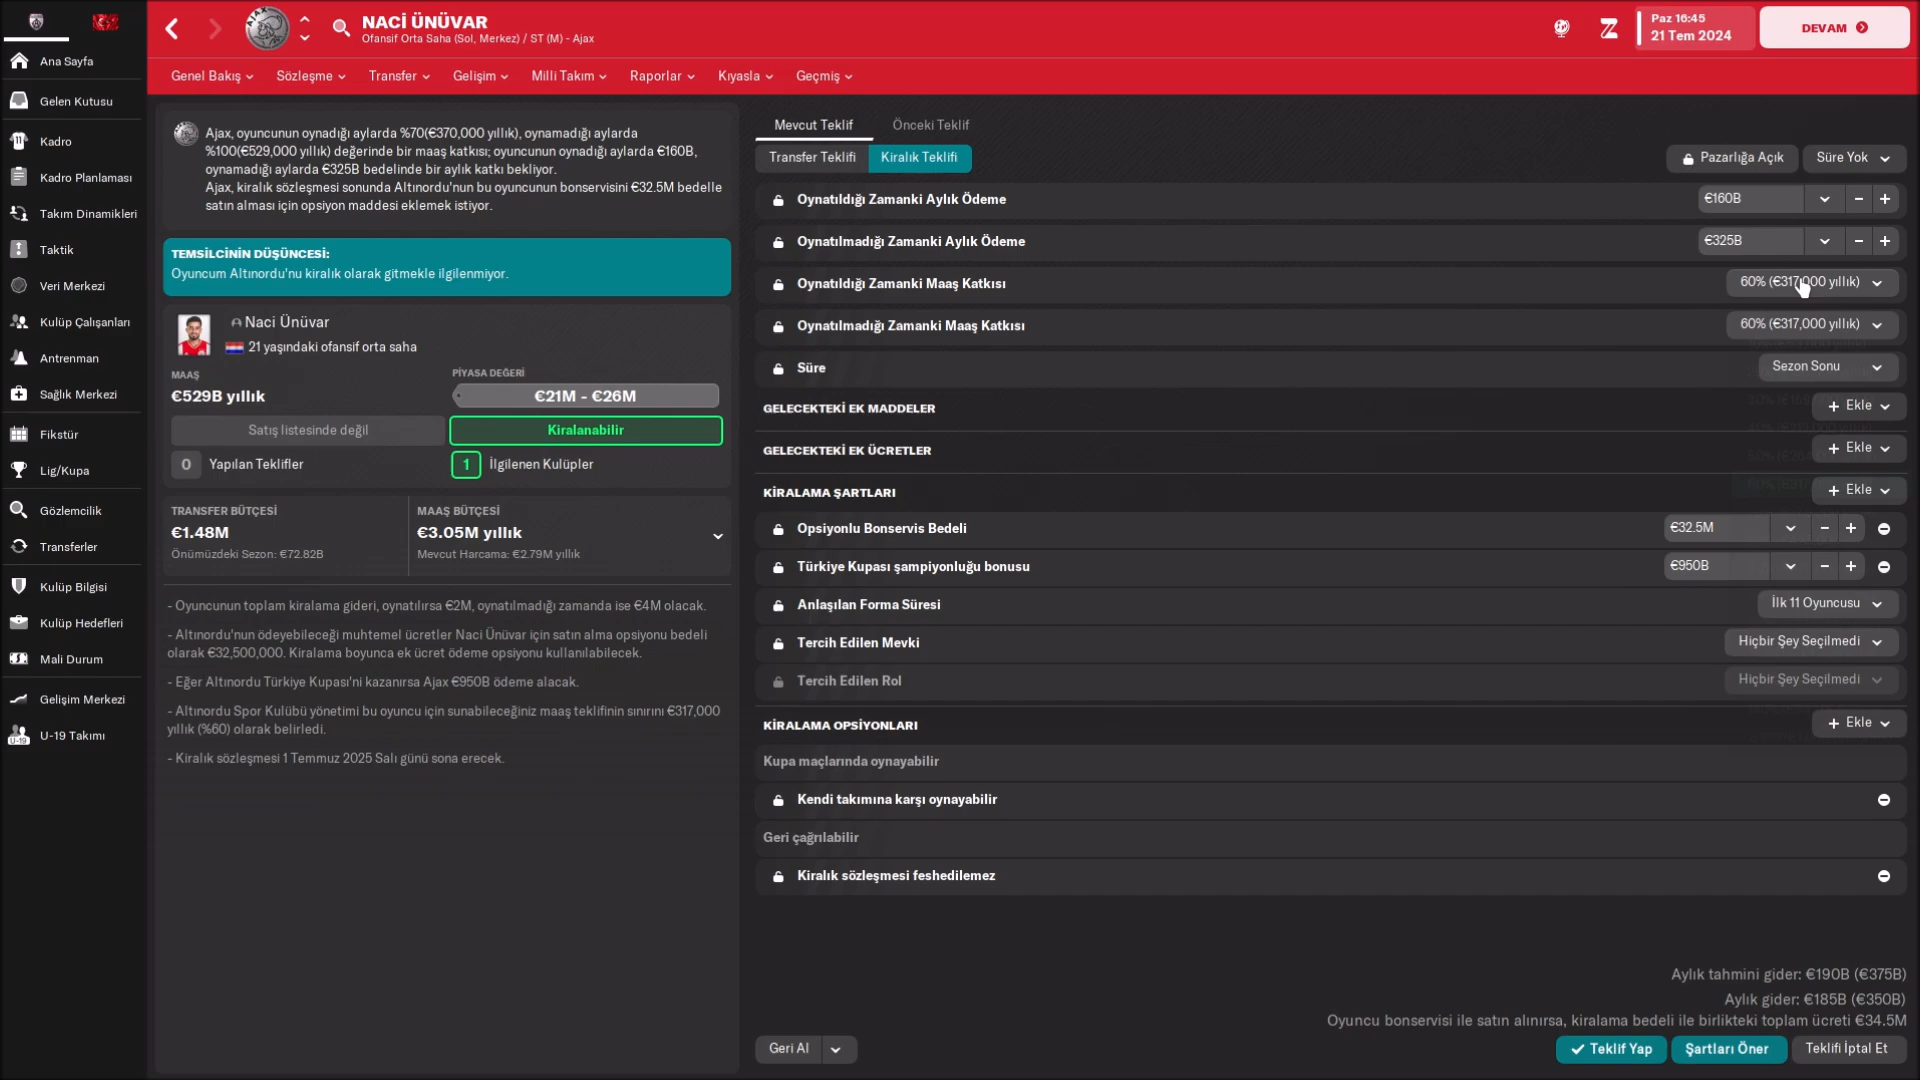 NACİ ÜNÜVAR
Ofansif Orta Saha (Sol, Merkez) / ST (M) - Ajax
Paz 16:45
21 Tem 2024
DEVAM
Ana Sayfa
Gelen Kutusu
Kadro
Kadro Planlaması
Takım Dinamikleri
Taktik
Veri Merkezi
Kulüp Çalışanları
Antrenman
Sağlık Merkezi
Fikstür
Lig/Kupa
Gözlemcilik
Transferler
Kulüp Bilgisi
Kulüp Hedefleri
Mali Durum
Gelişim Merkezi
U-19 Takımı
Genel Bakış
Sözleşme
Transfer
Gelişim
Milli Takım
Raporlar
Kıyasla
Geçmiş
Ajax, oyuncunun oynadığı aylarda %70(€370,000 yıllık), oynamadığı aylarda
%100(€529,000 yıllık) değerinde bir maaş katkısı; oyuncunun oynadığı aylarda €160B,
oynamadığı aylarda €325B bedelinde bir aylık katkı bekliyor.
Ajax, kiralık sözleşmesi sonunda Altınordu'nun bu oyuncunun bonservisini €32.5M bedelle
satın alması için opsiyon maddesi eklemek istiyor.
TEMSİLCİNİN DÜŞÜNCESİ:
Oyuncum Altınordu'nu kiralık olarak gitmekle ilgilenmiyor.
Naci Ünüvar
21 yaşındaki ofansif orta saha
MAAŞ
€529B yıllık
PİYASA DEĞERİ
€21M - €26M
Satış listesinde değil
Kiralanabilir
0 Yapılan Teklifler
1 İlgilenen Kulüpler
TRANSFER BÜTÇESİ
€1.48M
Önümüzdeki Sezon: €72.82B
MAAŞ BÜTÇESİ
€3.05M yıllık
Mevcut Harcama: €2.79M yıllık
- Oyuncunun toplam kiralama gideri, oynatılırsa €2M, oynatılmadığı zamanda ise €4M olacak.
- Altınordu'nun ödeyebileceği muhtemel ücretler Naci Ünüvar için satın alma opsiyonu bedeli
olarak €32,500,000. Kiralama boyunca ek ücret ödeme opsiyonu kullanılabilecek.
- Eğer Altınordu Türkiye Kupası'nı kazanırsa Ajax €950B ödeme alacak.
- Altınordu Spor Kulübü yönetimi bu oyuncu için sunabileceğiniz maaş teklifinin sınırını €317,000
yıllık (%60) olarak belirledi.
- Kiralık sözleşmesi 1 Temmuz 2025 Salı günü sona erecek.
Mevcut Teklif
Önceki Teklif
Transfer Teklifi
Kiralık Teklifi
Pazarlığa Açık
Süre Yok
Oynatıldığı Zamanki Aylık Ödeme
€160B
Oynatılmadığı Zamanki Aylık Ödeme
€325B
Oynatıldığı Zamanki Maaş Katkısı
60% (€317,000 yıllık)
Oynatılmadığı Zamanki Maaş Katkısı
60% (€317,000 yıllık)
Süre
Sezon Sonu
GELECEKTEKİ EK MADDELER
+ Ekle
GELECEKTEKİ EK ÜCRETLER
+ Ekle
KİRALAMA ŞARTLARI
+ Ekle
Opsiyonlu Bonservis Bedeli
€32.5M
Türkiye Kupası şampiyonluğu bonusu
€950B
Anlaşılan Forma Süresi
İlk 11 Oyuncusu
Tercih Edilen Mevki
Hiçbir Şey Seçilmedi
Tercih Edilen Rol
Hiçbir Şey Seçilmedi
KİRALAMA OPSİYONLARI
+ Ekle
Kupa maçlarında oynayabilir
Kendi takımına karşı oynayabilir
Geri çağrılabilir
Kiralık sözleşmesi feshedilemez
Aylık tahmini gider: €190B (€375B)
Aylık gider: €185B (€350B)
Oyuncu bonservisi ile satın alınırsa, kiralama bedeli ile birlikteki toplam ücreti €34.5M
Geri Al
Teklif Yap
Şartları Öner
Teklifi İptal Et